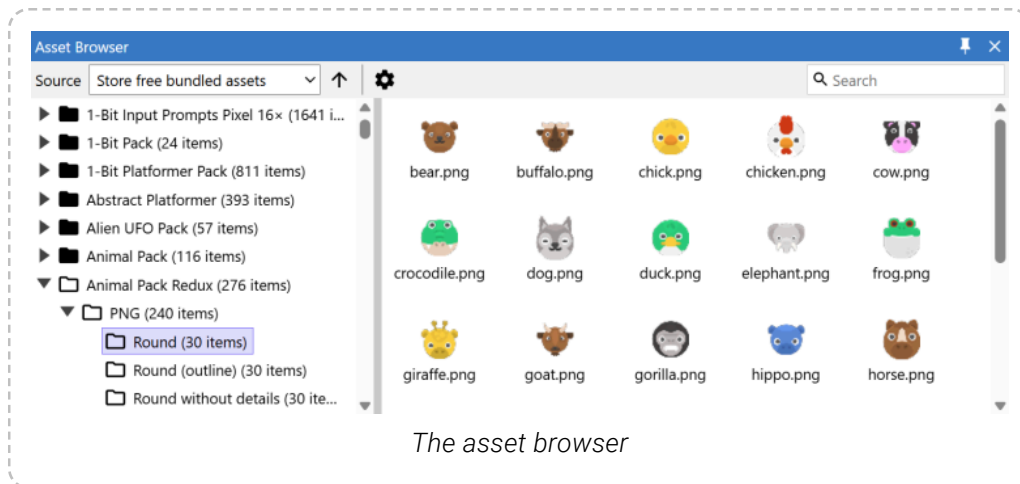 Asset Browser
Source Store free bundled assets Search
1-Bit Input Prompts Pixel 16× (1641 i...
1-Bit Pack (24 items)
1-Bit Platformer Pack (811 items)
Abstract Platformer (393 items)
Alien UFO Pack (57 items)
Animal Pack (116 items)
Animal Pack Redux (276 items)
PNG (240 items)
Round (30 items)
Round (outline) (30 items)
Round without details (30 ite...
bear.png buffalo.png chick.png chicken.png cow.png
crocodile.png dog.png duck.png elephant.png frog.png
giraffe.png goat.png gorilla.png hippo.png horse.png
The asset browser